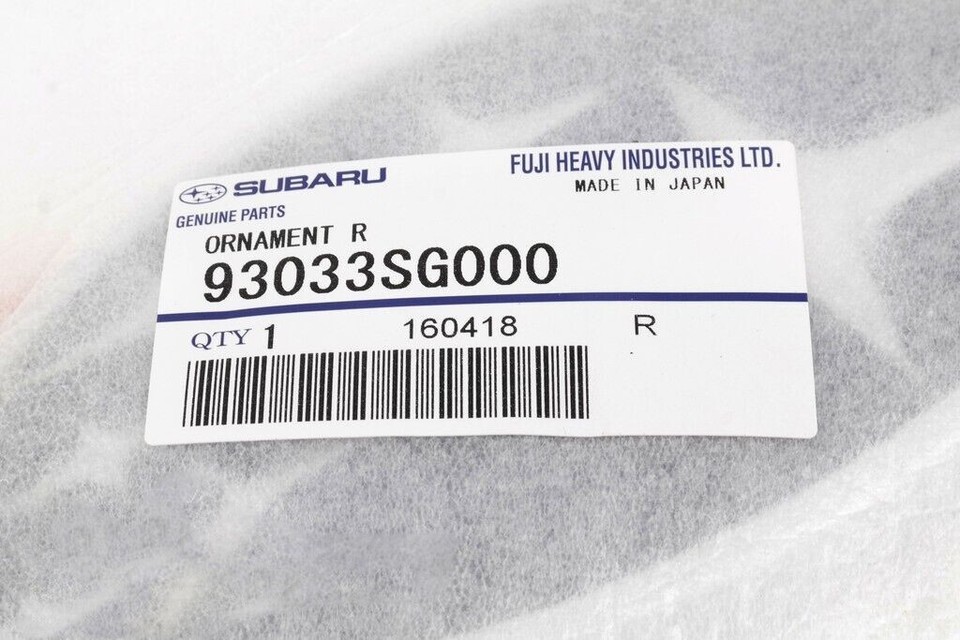 SUBARU
FUJI HEAVY INDUSTRIES LTD.
MADE IN JAPAN
GENUINE PARTS
ORNAMENT R
93033SG000
QTY 1 160418 R